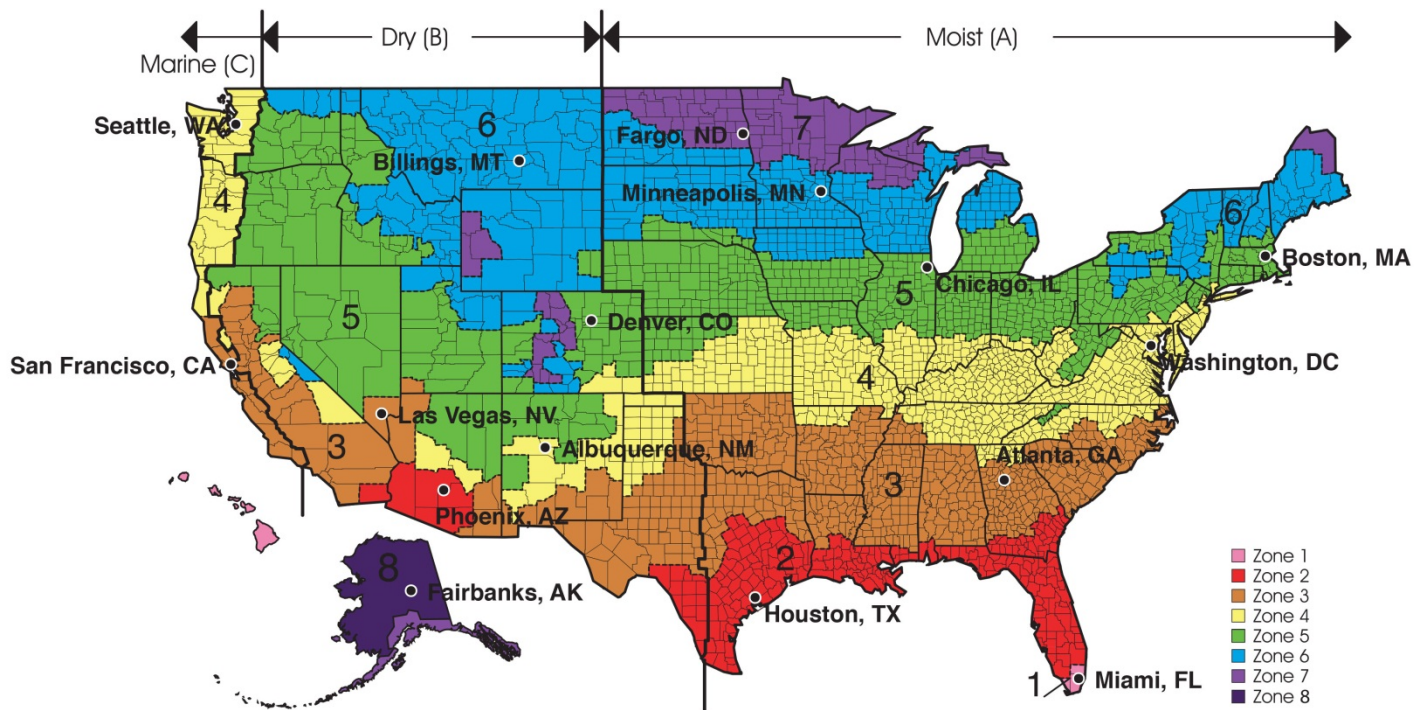 Marine (C)
Dry (B)
Moist (A)
Seattle, WA
6
Billings, MT
Fargo, ND
7
Minneapolis, MN
4
6
Boston, MA
5
Denver, CO
5
Chicago, IL
San Francisco, CA
Washington, DC
4
Las Vegas, NV
3
Albuquerque, NM
Atlanta, GA
3
Phoenix, AZ
2
8
Fairbanks, AK
Houston, TX
1
Miami, FL
Zone 1
Zone 2
Zone 3
Zone 4
Zone 5
Zone 6
Zone 7
Zone 8